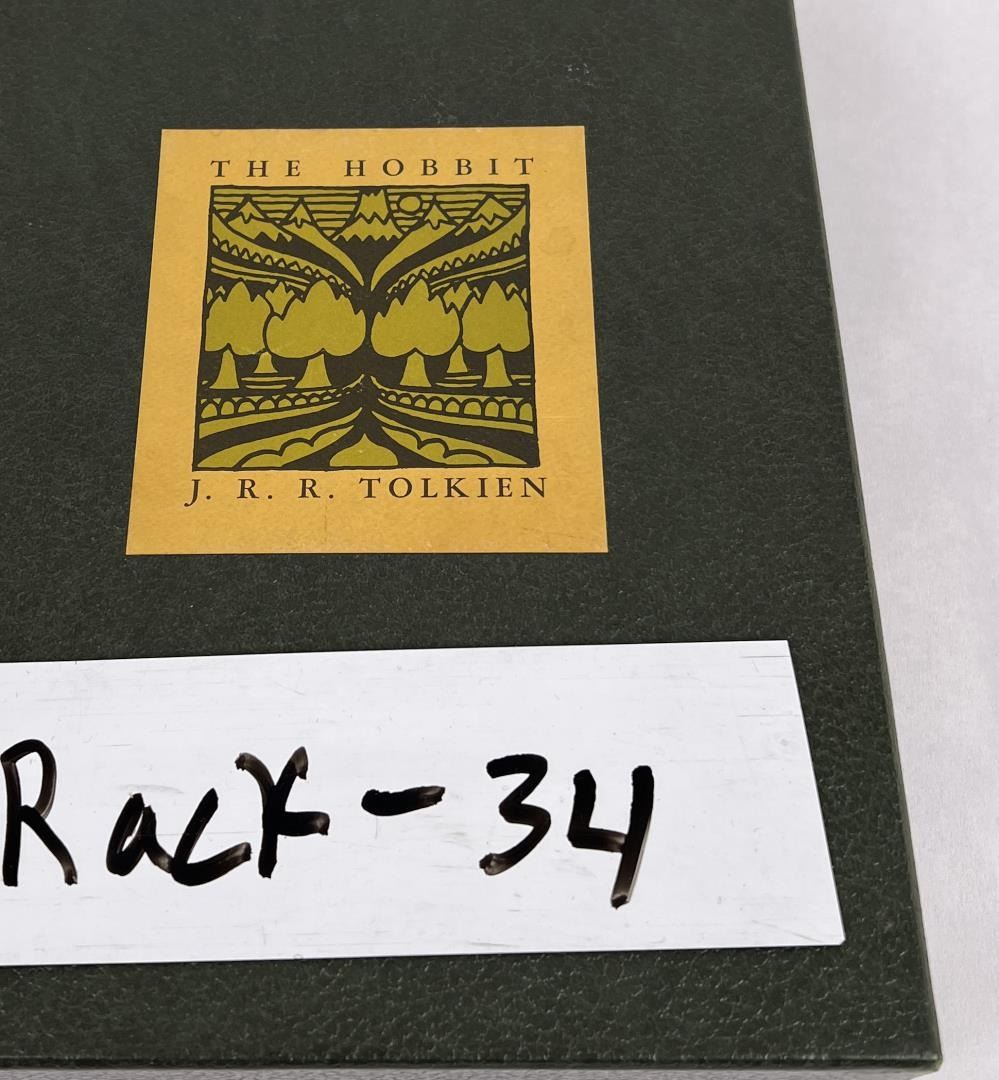 THE HOBBIT
J. R. R. TOLKIEN
Rack-34